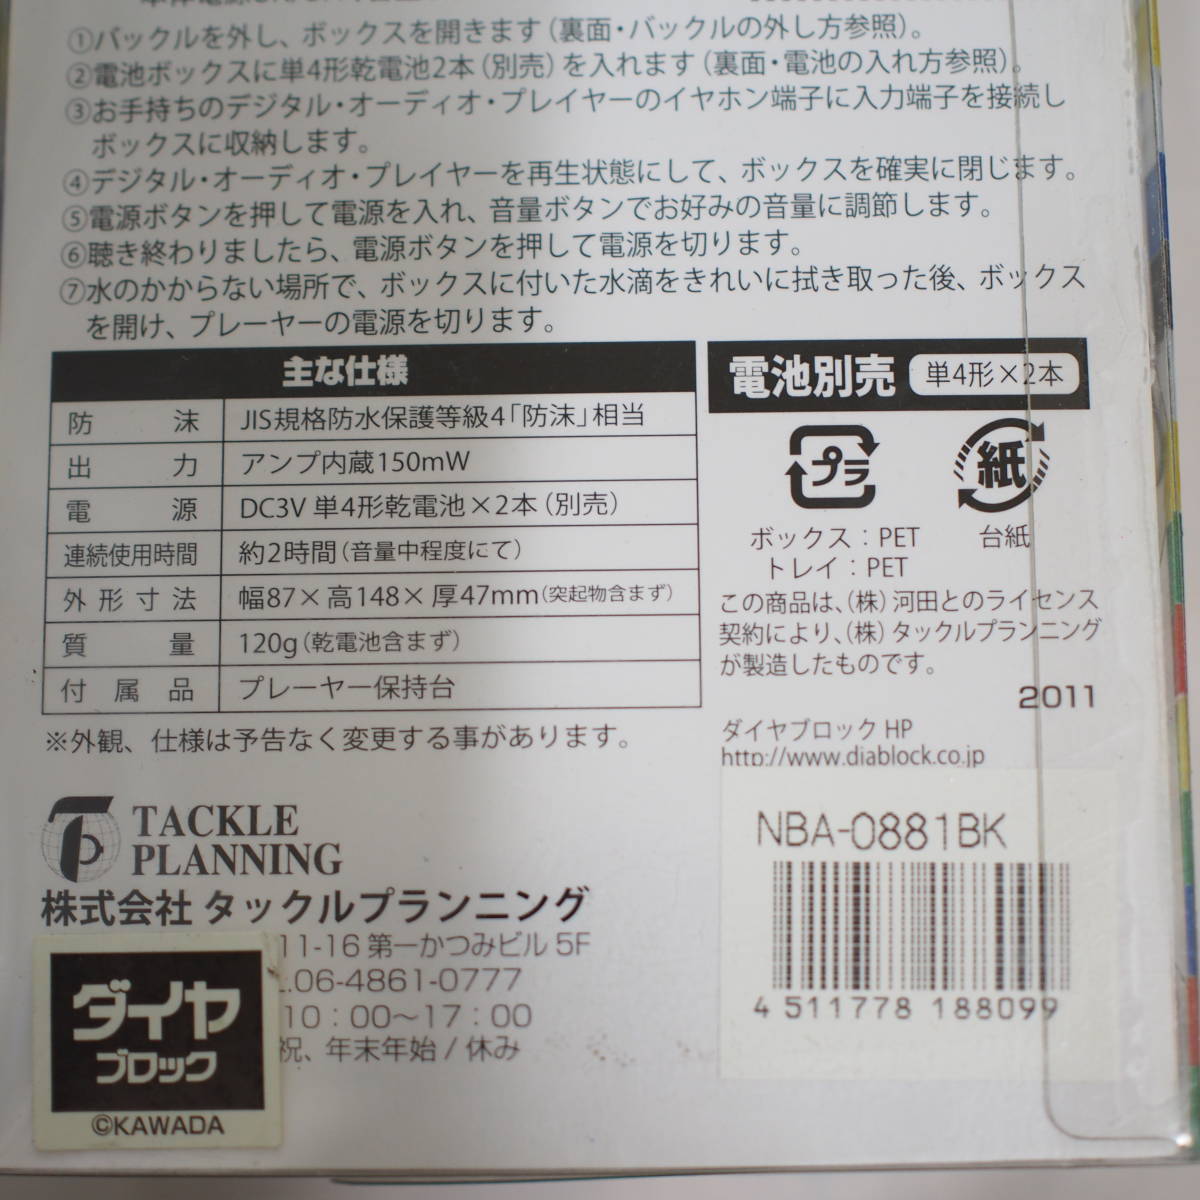 ①バックルを外し、ボックスを開きます（裏面・バックルの外し方参照）。
②電池ボックスに単4形乾電池2本（別売）を入れます（裏面・電池の入れ方参照）。
③お手持ちのデジタル・オーディオ・プレイヤーのイヤホン端子に入力端子を接続し
ボックスに収納します。
④デジタル・オーディオ・プレイヤーを再生状態にして、ボックスを確実に閉じます。
⑤電源ボタンを押して電源を入れ、音量ボタンでお好みの音量に調節します。
⑥聴き終わりましたら、電源ボタンを押して電源を切ります。
⑦水のかからない場所で、ボックスに付いた水滴をきれいに拭き取った後、ボックス
を開け、プレーヤーの電源を切ります。
主な仕様
防沫 JIS規格防水保護等級4「防沫」相当
出力 アンプ内蔵150mW
電源 DC3V 単4形乾電池×2本（別売）
連続使用時間 約2時間（音量中程度にて）
外形寸法 幅87×高148×厚47mm（突起物含まず）
質量 120g（乾電池含まず）
付属品 プレーヤー保持台
※外観、仕様は予告なく変更する事があります。
電池別売 単4形×2本
プラ 紙
ボックス：PET 台紙
トレイ：PET
この商品は、（株）河田とのライセンス
契約により、（株）タックルプランニング
が製造したものです。
2011
ダイヤブロック HP
http://www.diablock.co.jp
NBA-0881BK
4 511778 188099
TACKLE
PLANNING
株式会社 タックルプランニング
11-16 第一かつみビル 5F
.06-4861-0777
10：00～17：00
祝、年末年始 / 休み
ダイヤ
ブロック
©KAWADA